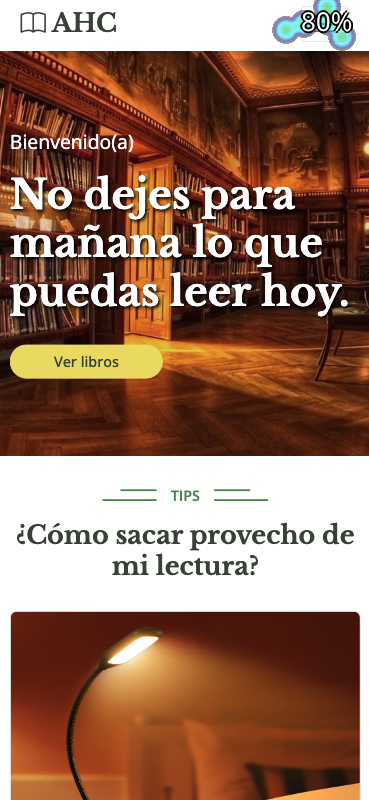 AHC
80%
Bienvenido(a)
No dejes para
mañana lo que
puedas leer hoy.
Ver libros
TIPS
¿Cómo sacar provecho de
mi lectura?